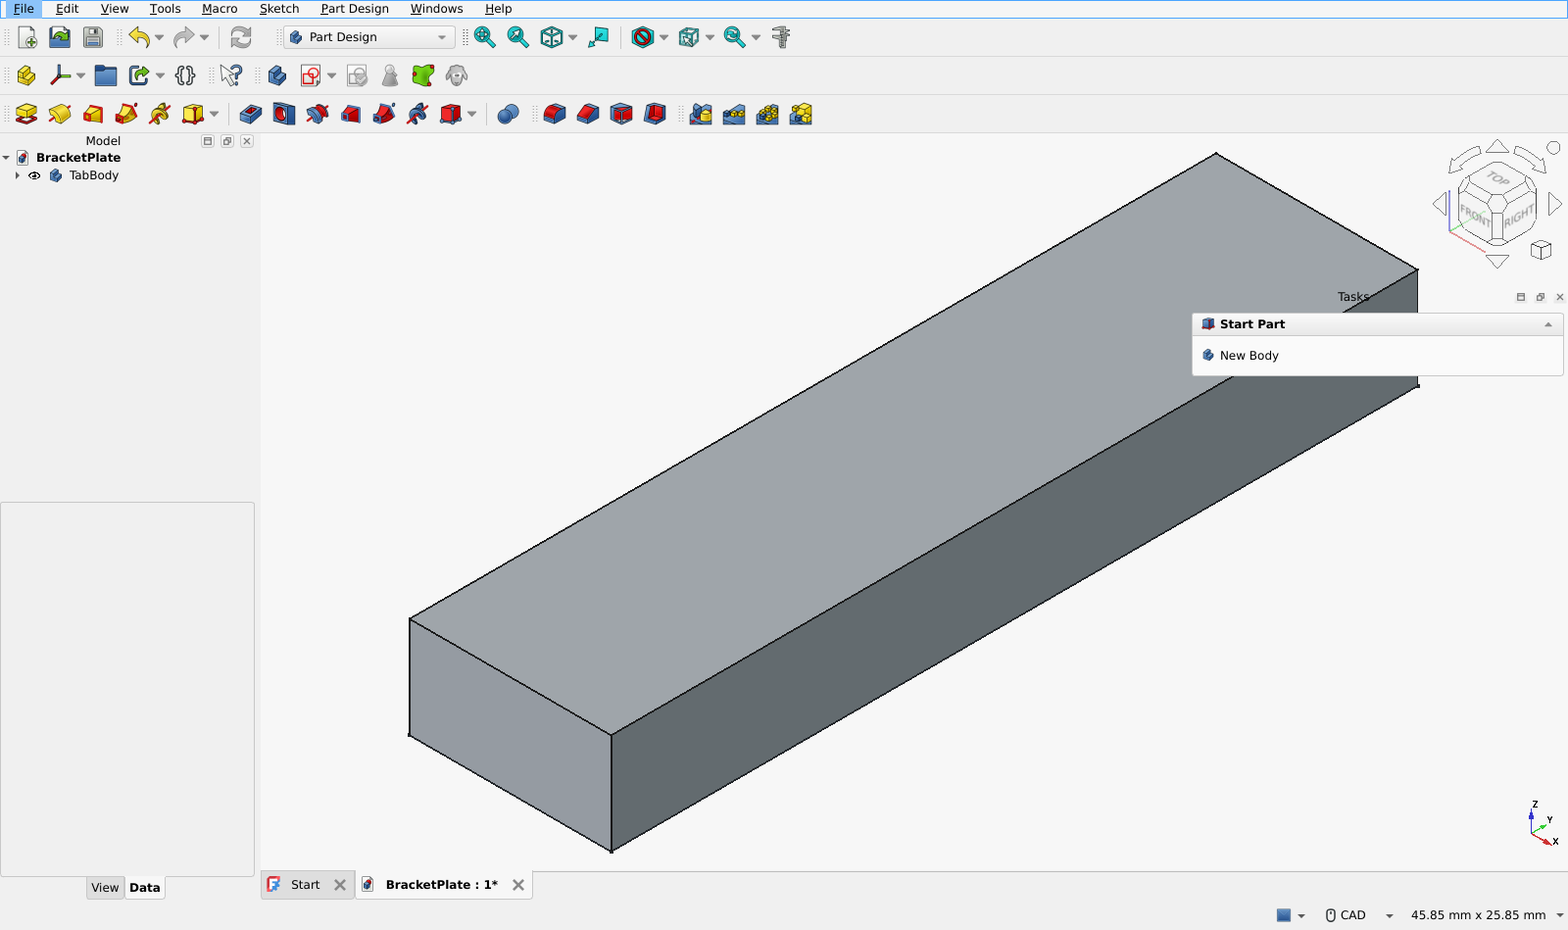 File Edit View Tools Macro Sketch Part Design Windows Help
Part Design
Model
BracketPlate
TabBody
TOP
FRONT
RIGHT
Tasks
Start Part
New Body
Z
Y
X
View Data
Start
BracketPlate : 1*
CAD
45.85 mm x 25.85 mm